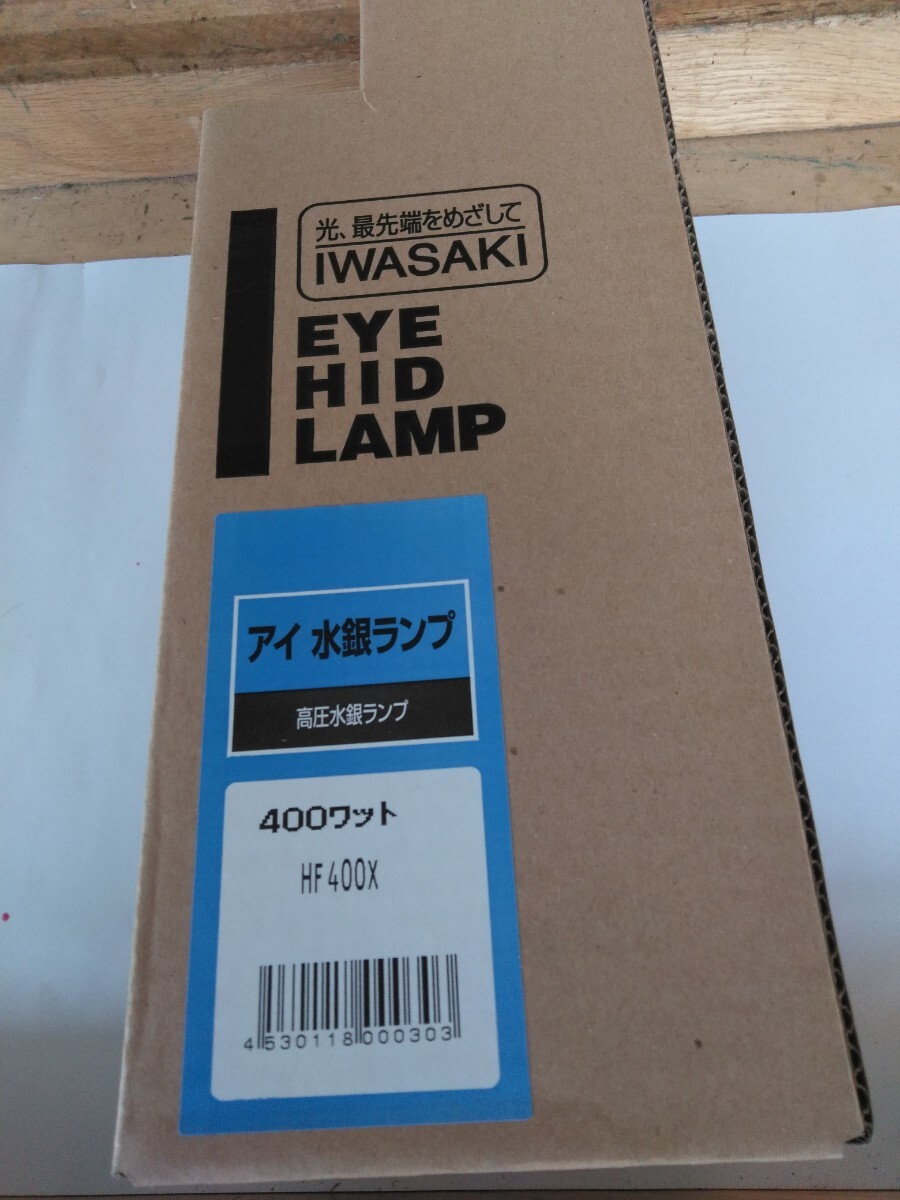 光、最先端をめざして
IWASAKI
EYE
HID
LAMP
アイ 水銀ランプ
高圧水銀ランプ
400ワット
HF400X
4530118000303